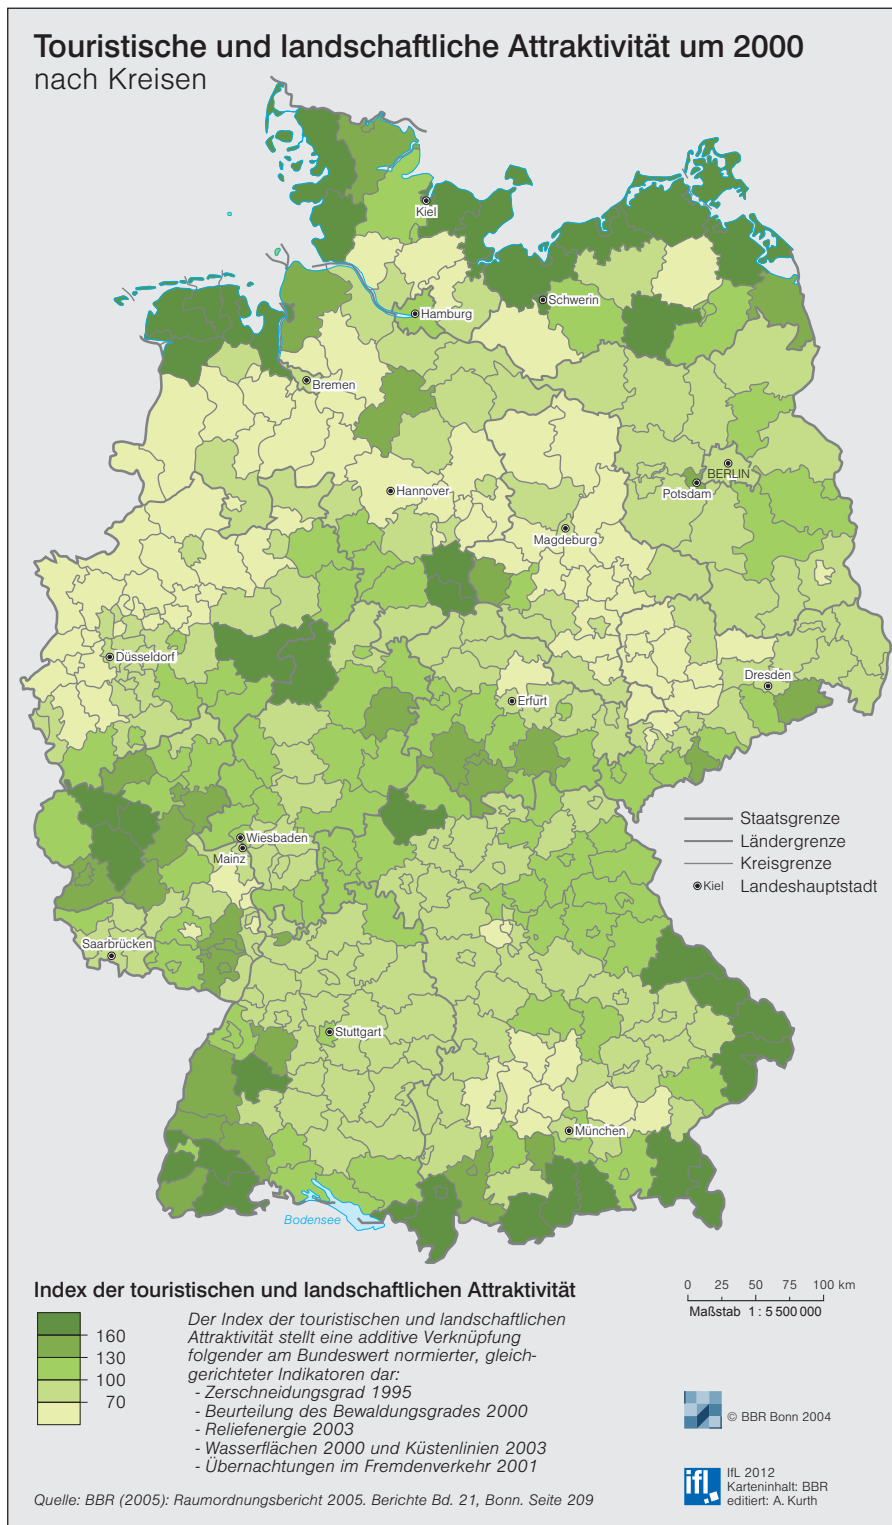 Touristische und landschaftliche Attraktivität um 2000
nach Kreisen
Kiel
Schwerin
Hamburg
Bremen
BERLIN
Potsdam
Hannover
Magdeburg
Düsseldorf
Dresden
Erfurt
Wiesbaden
Mainz
Saarbrücken
Stuttgart
München
Bodensee
Staatsgrenze
Ländergrenze
Kreisgrenze
Kiel Landeshauptstadt
Index der touristischen und landschaftlichen Attraktivität
160
130
100
70
Der Index der touristischen und landschaftlichen
Attraktivität stellt eine additive Verknüpfung
folgender am Bundeswert normierter, gleich-
gerichteter Indikatoren dar:
- Zerschneidungsgrad 1995
- Beurteilung des Bewaldungsgrades 2000
- Reliefenergie 2003
- Wasserflächen 2000 und Küstenlinien 2003
- Übernachtungen im Fremdenverkehr 2001
0 25 50 75 100 km
Maßstab 1 : 5 500 000
© BBR Bonn 2004
ifl
IfL 2012
Karteninhalt: BBR
editiert: A. Kurth
Quelle: BBR (2005): Raumordnungsbericht 2005. Berichte Bd. 21, Bonn. Seite 209